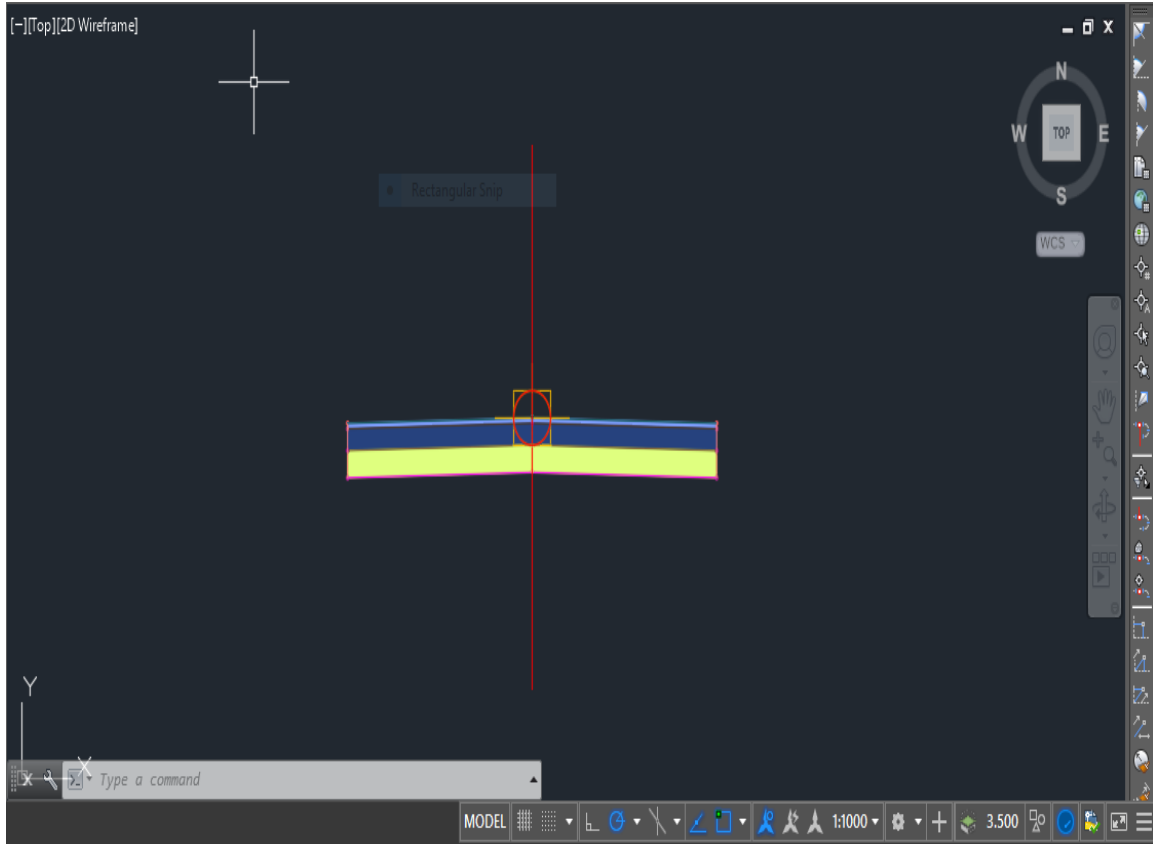 [−][Top][2D Wireframe]
N
W
TOP
E
S
Rectangular Snip
WCS
Y
X
Type a command
MODEL
1:1000
3.500